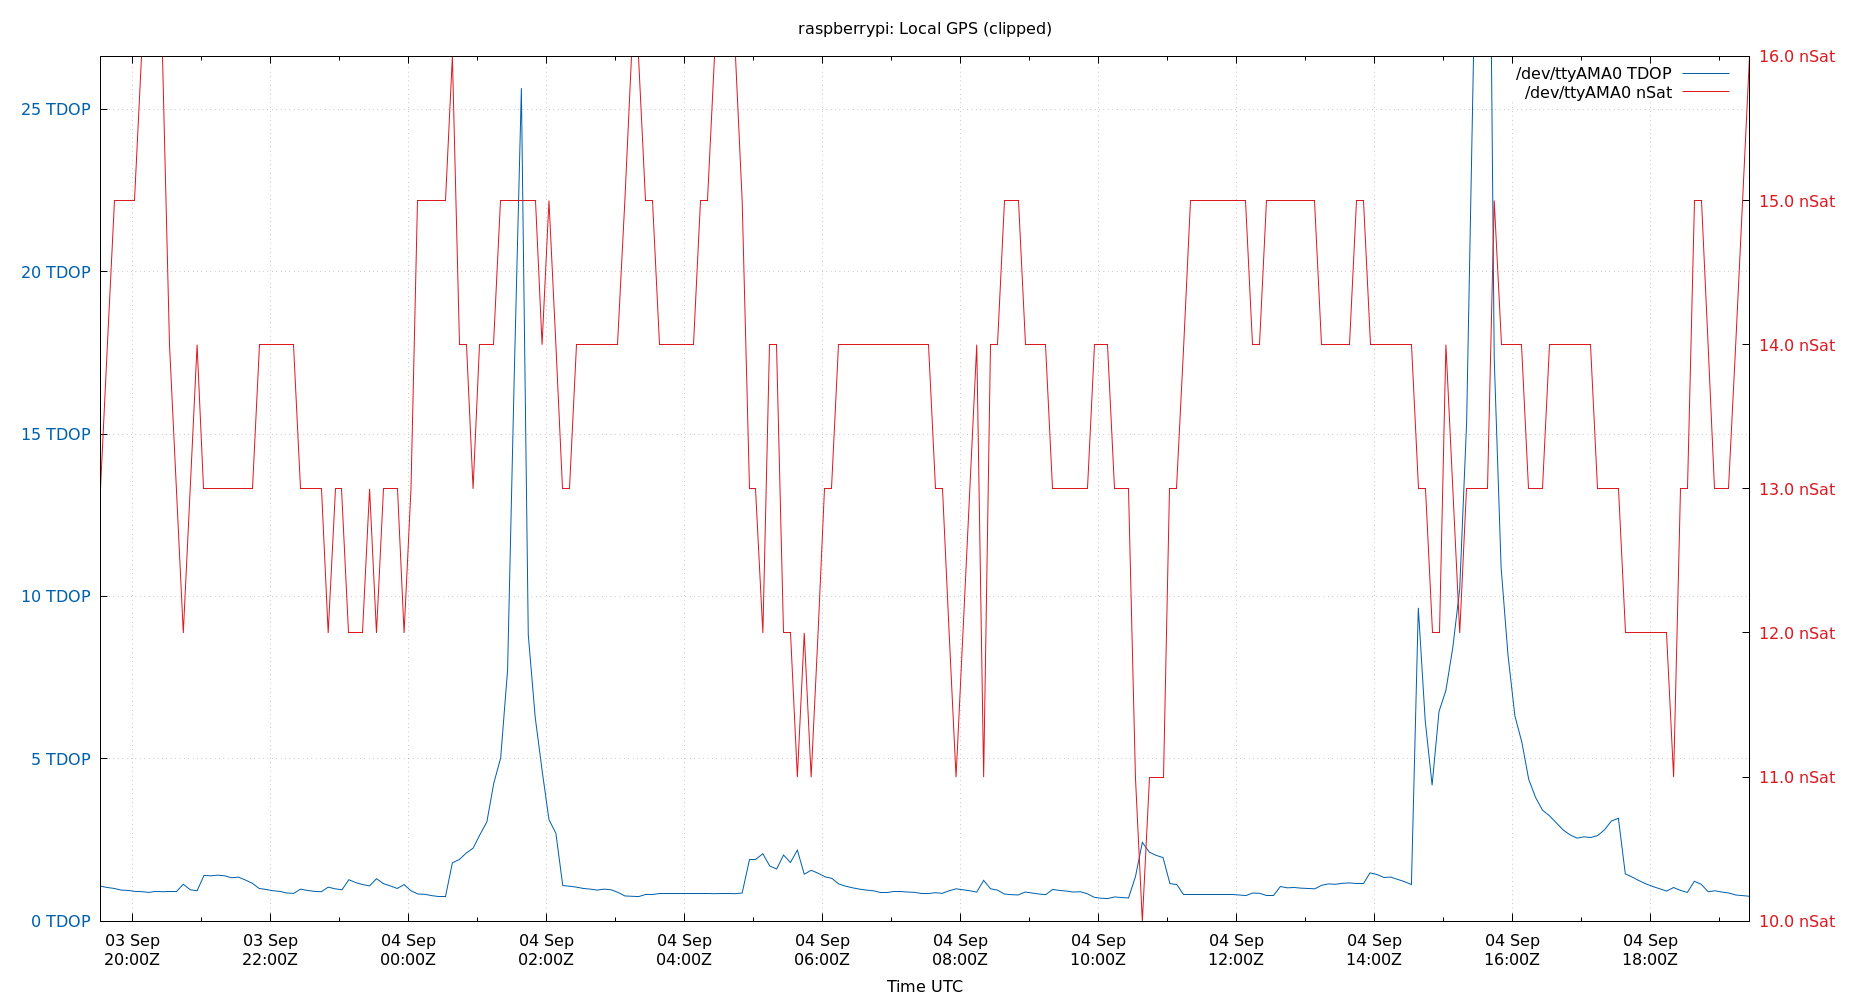 raspberrypi: Local GPS (clipped)
/dev/ttyAMA0 TDOP
/dev/ttyAMA0 nSat
25 TDOP
20 TDOP
15 TDOP
10 TDOP
5 TDOP
0 TDOP
16.0 nSat
15.0 nSat
14.0 nSat
13.0 nSat
12.0 nSat
11.0 nSat
10.0 nSat
03 Sep
20:00Z
03 Sep
22:00Z
04 Sep
00:00Z
04 Sep
02:00Z
04 Sep
04:00Z
04 Sep
06:00Z
04 Sep
08:00Z
04 Sep
10:00Z
04 Sep
12:00Z
04 Sep
14:00Z
04 Sep
16:00Z
04 Sep
18:00Z
Time UTC